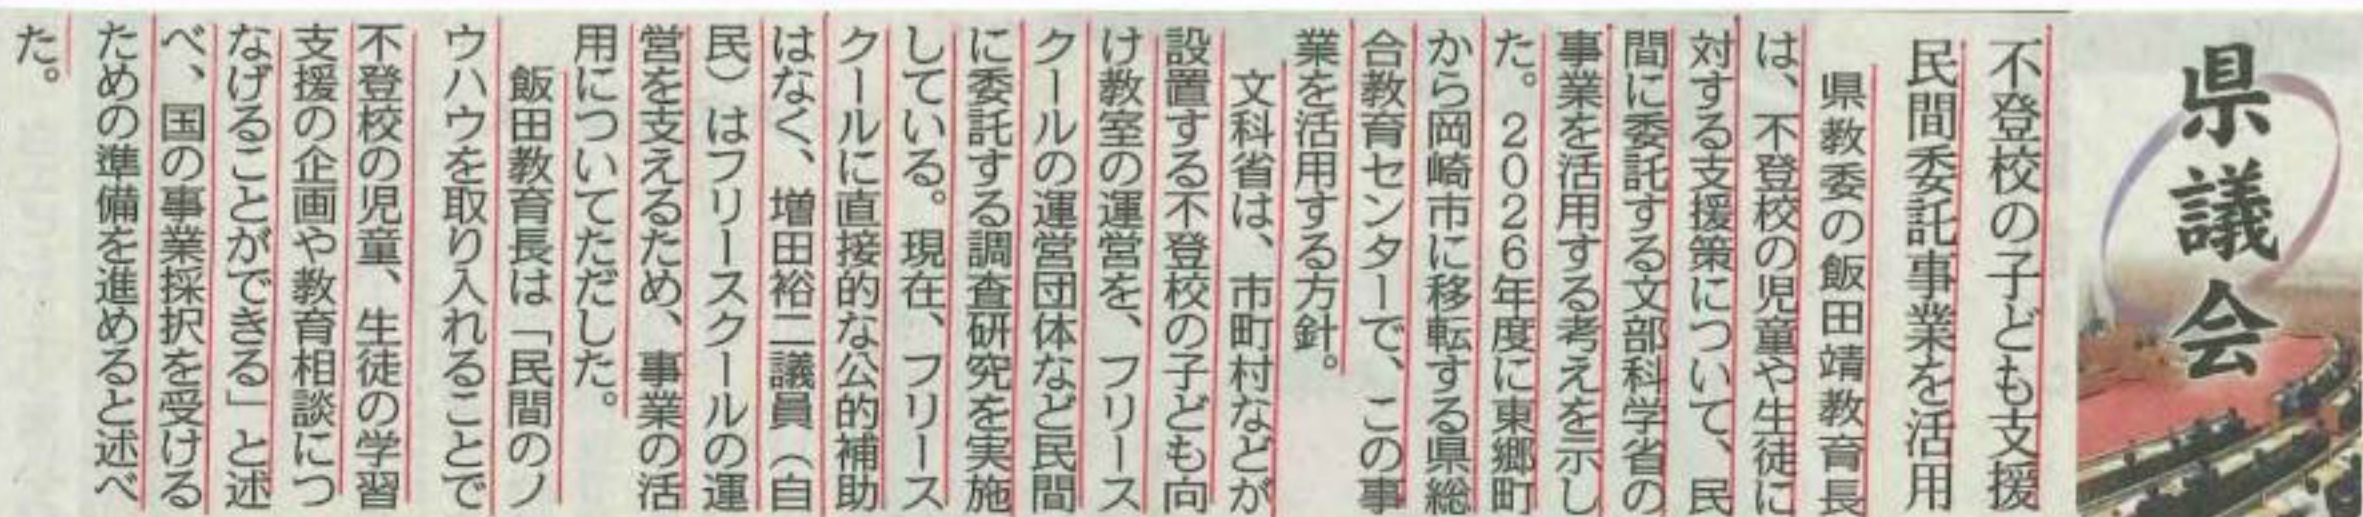 県議会
不登校の子ども支援
民間委託事業を活用
県教委の飯田靖教育長
は、不登校の児童や生徒に
対する支援策について、民
間に委託する文部科学省の
事業を活用する考えを示し
た。2026年度に東郷町
から岡崎市に移転する県総
合教育センターで、この事
業を活用する方針。
文科省は、市町村などが
設置する不登校の子ども向
け教室の運営を、フリース
クールの運営団体など民間
に委託する調査研究を実施
している。現在、フリース
クールに直接的な公的補助
はなく、増田裕二議員（自
民）はフリースクールの運
営を支えるため、事業の活
用についてただした。
飯田教育長は「民間のノ
ウハウを取り入れることで
不登校の児童、生徒の学習
支援の企画や教育相談につ
なげることができる」と述
べ、国の事業採択を受ける
ための準備を進めると述べ
た。